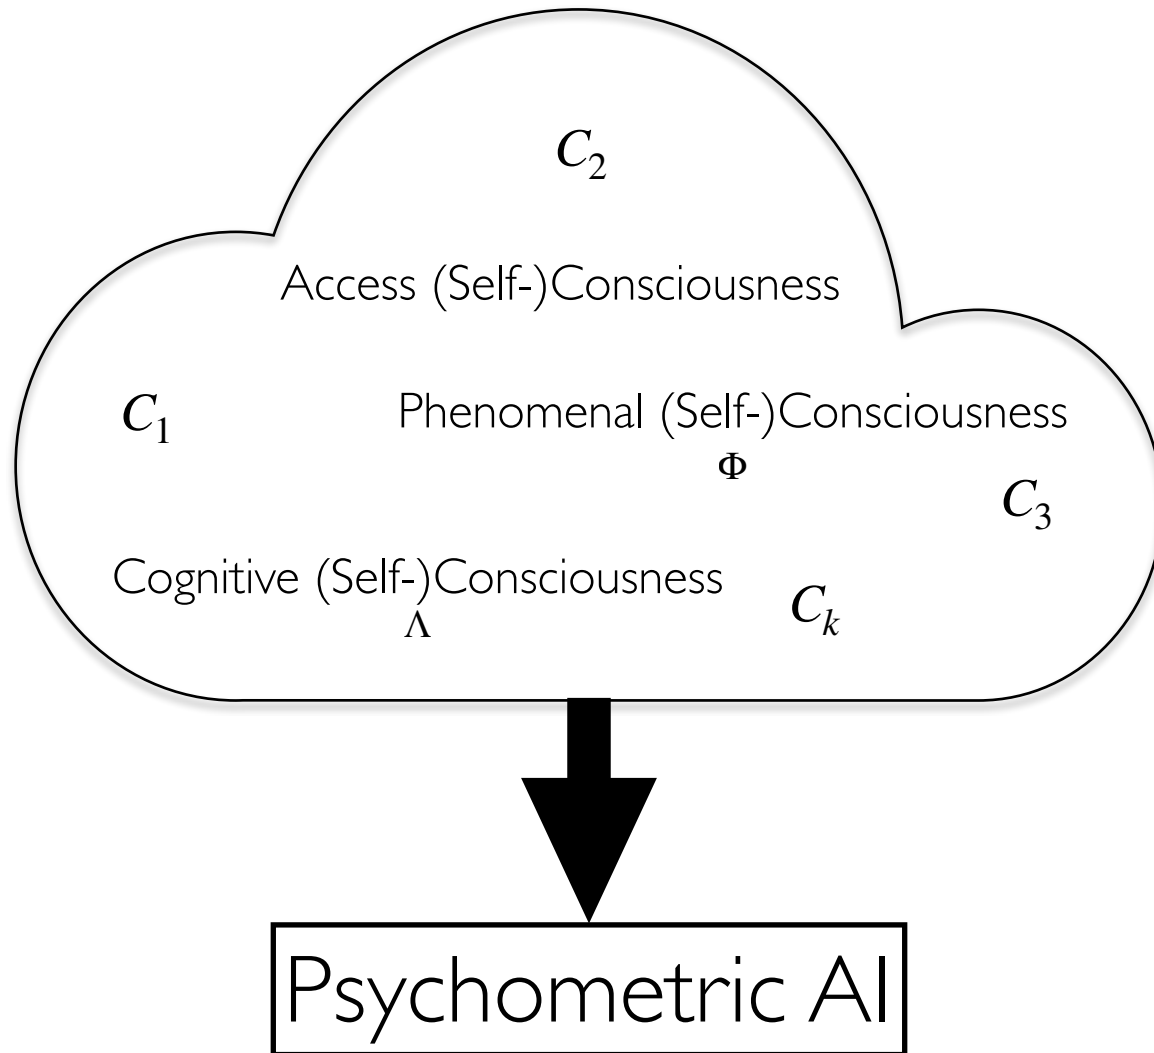 C₂
Access (Self-)Consciousness
C₁
Phenomenal (Self-)Consciousness
Φ
C₃
Cognitive (Self-)Consciousness
Λ
Cₖ
Psychometric AI